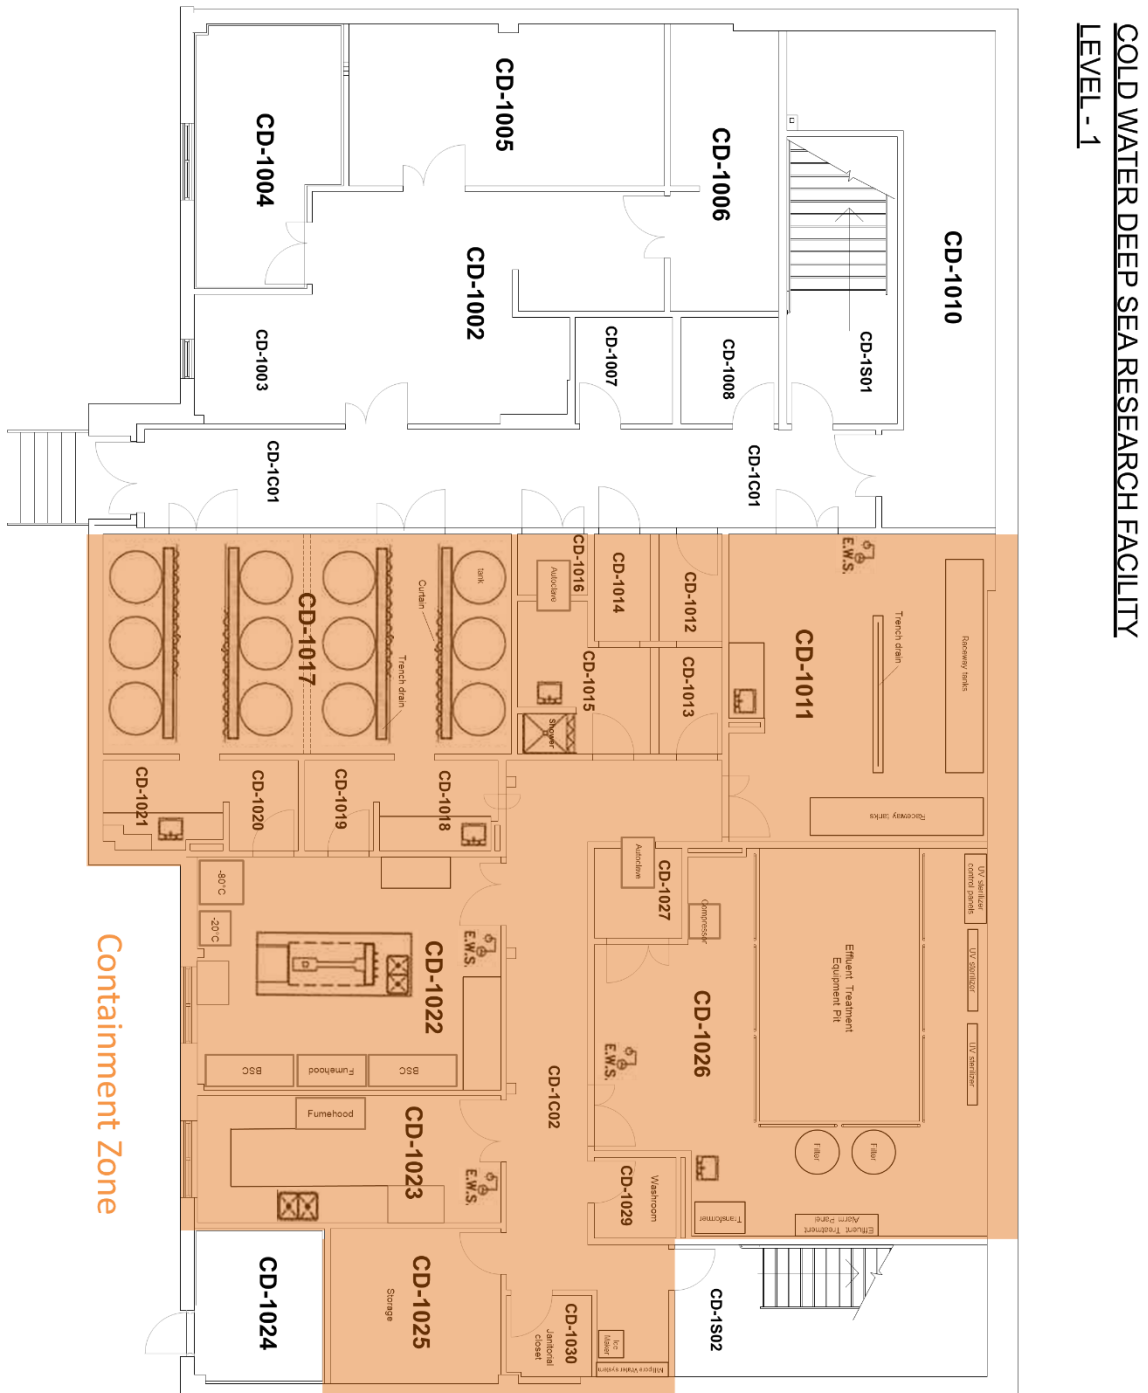 COLD WATER DEEP SEA RESEARCH FACILITY
LEVEL - 1
CD-1004
CD-1005
CD-1006
CD-1010
CD-1002
CD-1003
CD-1007
CD-1008
CD-1S01
CD-1C01
CD-1C01
CD-1017
tank
Curtain
Trench drain
CD-1016
Autoclave
CD-1014
CD-1012
CD-1015
Shower
CD-1013
E.W.S.
CD-1011
Trench drain
Raceway tanks
Raceway tanks
CD-1021
CD-1020
CD-1019
CD-1018
-80°C
-20°C
CD-1022
E.W.S.
BSC
Fumehood
BSC
CD-1C02
Autoclave
CD-1027
Compressor
CD-1026
E.W.S.
Effluent Treatment
Equipment Pit
UV sterilizer
control panels
UV sterilizer
UV sterilizer
Filter
Filter
Fumehood
CD-1023
E.W.S.
CD-1029
Washroom
Transformer
Effluent Treatment
Alarm Panel
Containment Zone
CD-1024
CD-1025
Storage
CD-1030
Janitorial
closet
Ice
Maker
Millipore Water system
CD-1S02